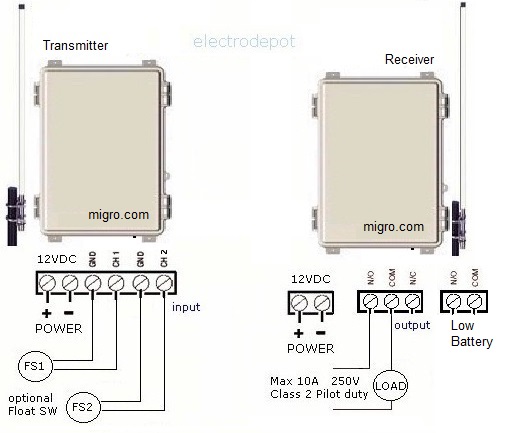 electrodepot
Transmitter
Receiver
migro.com
migro.com
12VDC
GND
CH 1
GND
CH 2
input
+ −
POWER
FS1
optional
Float SW
FS2
12VDC
+ −
POWER
N/O
COM
N/C
output
N/O
COM
Low
Battery
Max 10A 250V
Class 2 Pilot duty
LOAD